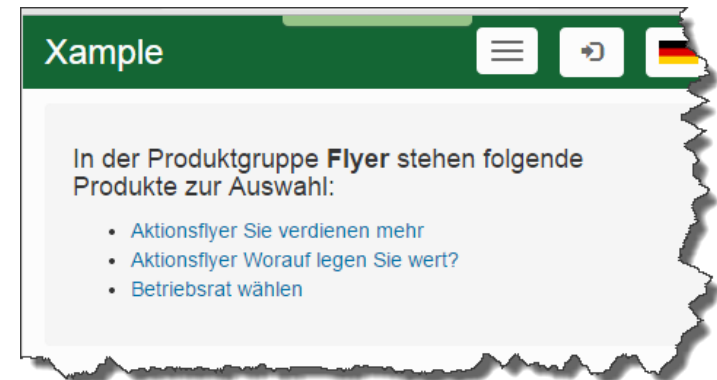 Xample
In der Produktgruppe Flyer stehen folgende
Produkte zur Auswahl:
Aktionsflyer Sie verdienen mehr
Aktionsflyer Worauf legen Sie wert?
Betriebsrat wählen